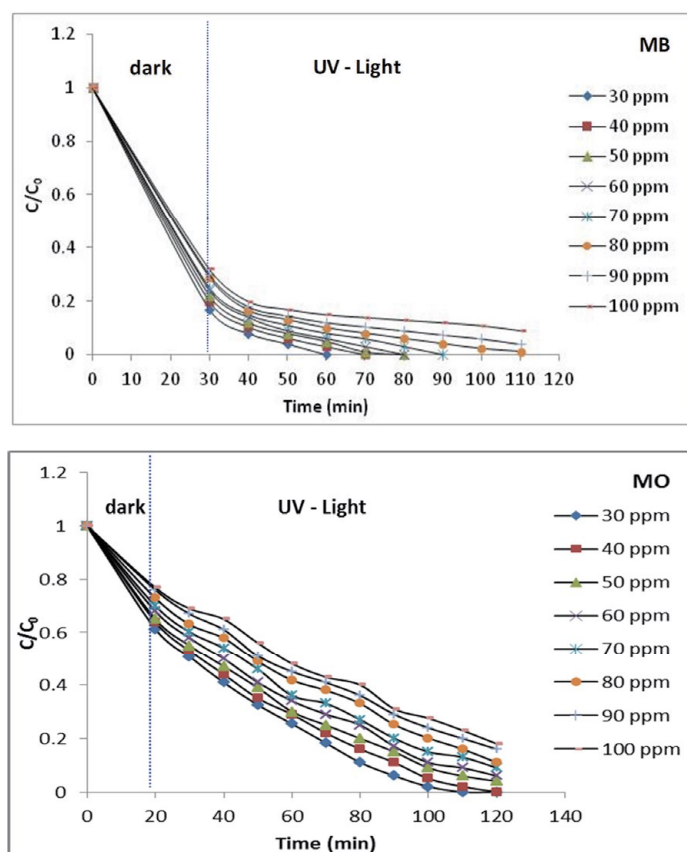 1.2
MB
dark
UV - Light
1
30 ppm
40 ppm
0.8
50 ppm
60 ppm
C/C0
0.6
70 ppm
80 ppm
0.4
90 ppm
100 ppm
0.2
0
0 10 20 30 40 50 60 70 80 90 100 110 120
Time (min)
1.2
MO
dark
UV - Light
30 ppm
1
40 ppm
50 ppm
0.8
60 ppm
C/C0
0.6
70 ppm
80 ppm
0.4
90 ppm
100 ppm
0.2
0
0 20 40 60 80 100 120 140
Time (min)